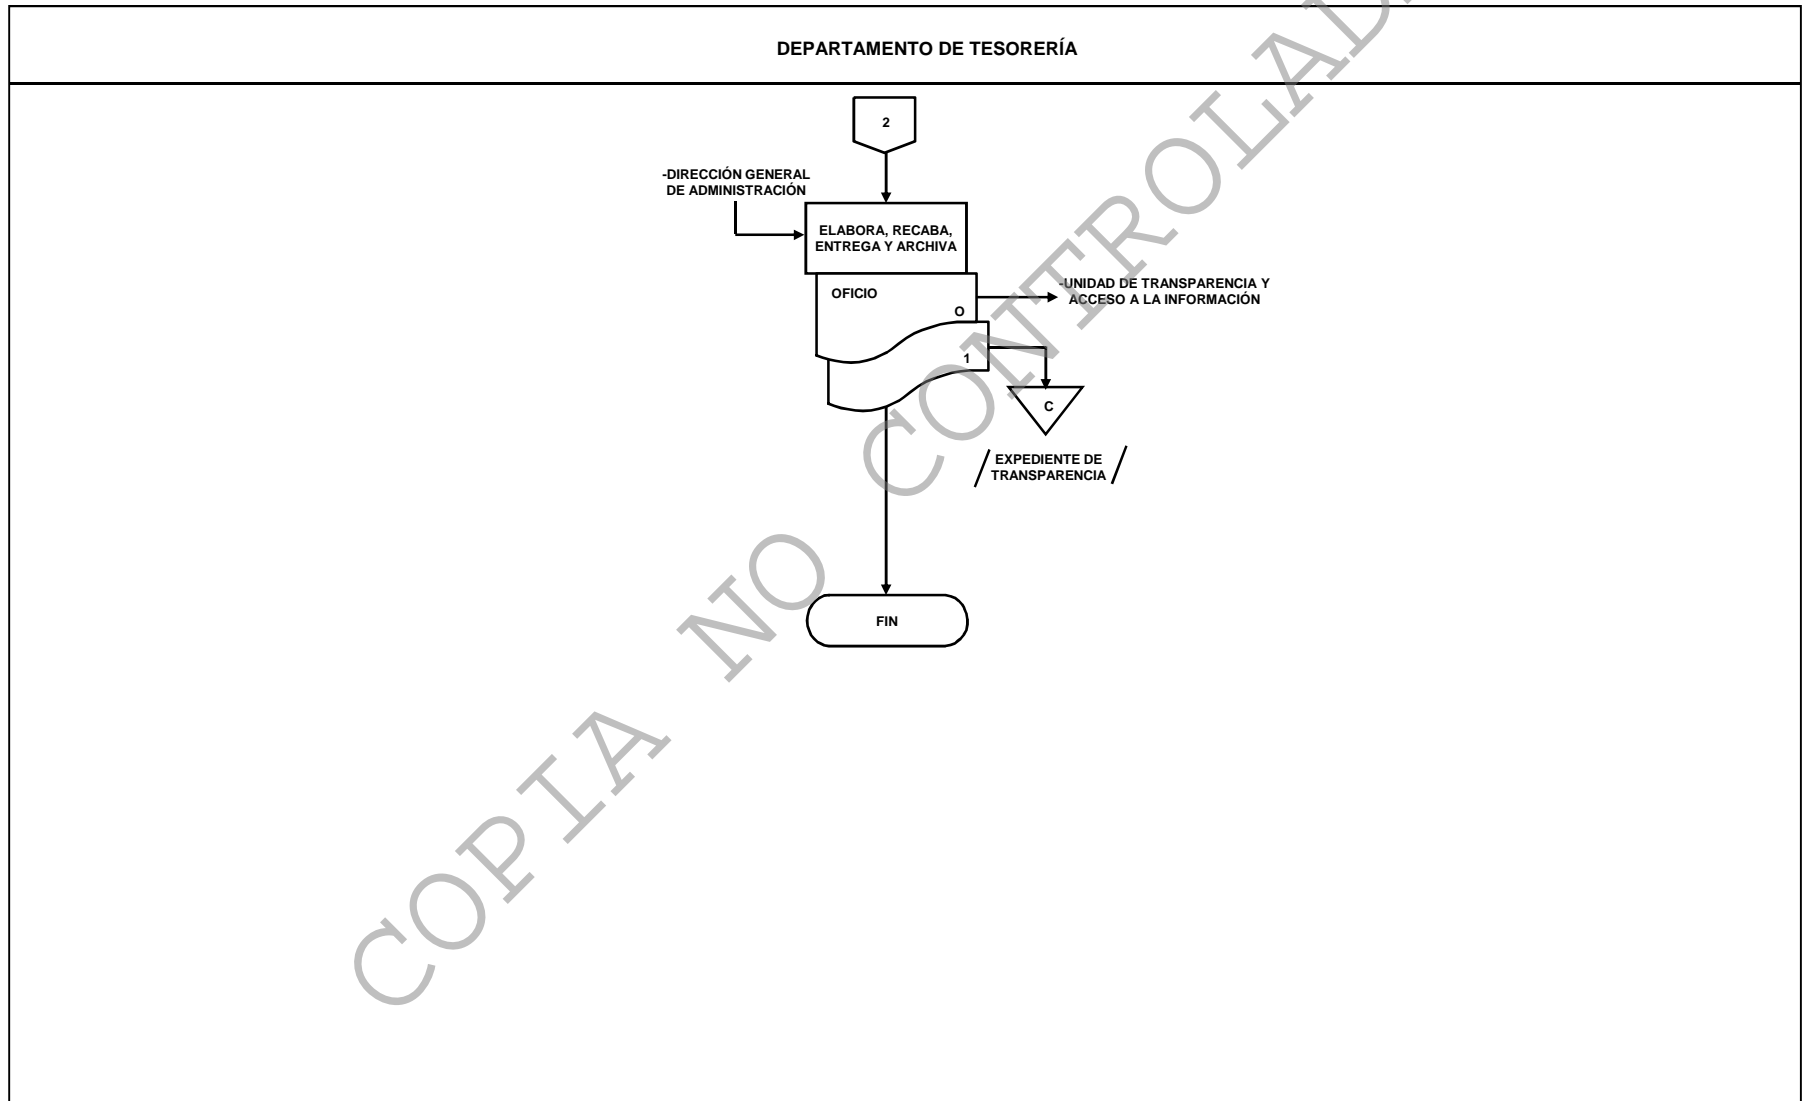 DEPARTAMENTO DE TESORERÍA
2
-DIRECCIÓN GENERAL
DE ADMINISTRACIÓN
ELABORA, RECABA,
ENTREGA Y ARCHIVA
OFICIO
O
-UNIDAD DE TRANSPARENCIA Y
ACCESO A LA INFORMACIÓN
1
C
EXPEDIENTE DE
TRANSPARENCIA
FIN
COPIA NO CONTROLAD